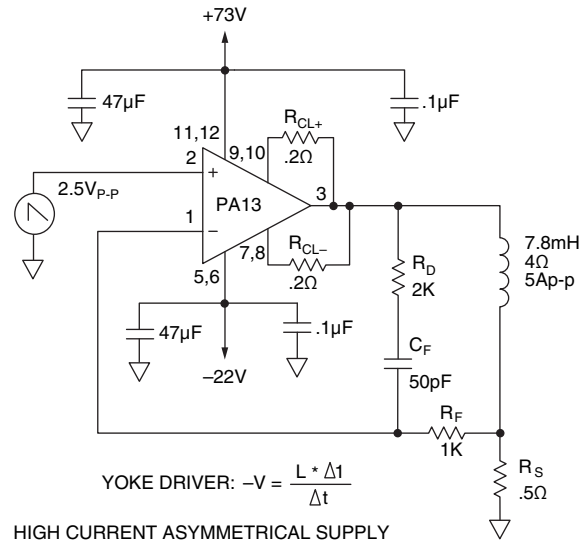 +73V
47µF
.1µF
11,12
9,10
R_CL+
.2Ω
2
+
2.5V_P-P
PA13
3
1
–
7,8
R_CL–
.2Ω
5,6
47µF
.1µF
–22V
R_D
2K
C_F
50pF
7.8mH
4Ω
5Ap-p
R_F
1K
R_S
.5Ω
YOKE DRIVER: –V = L * Δ1 / Δt
HIGH CURRENT ASYMMETRICAL SUPPLY